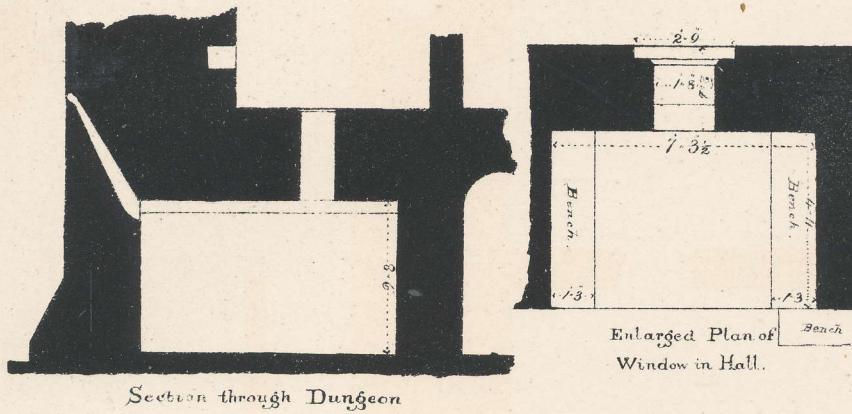 9·8
Section through Dungeon
2·9
1·8
7·3½
Bench.
Bench.
4·4
1·3
1·3
Bench
Enlarged Plan of
Window in Hall.